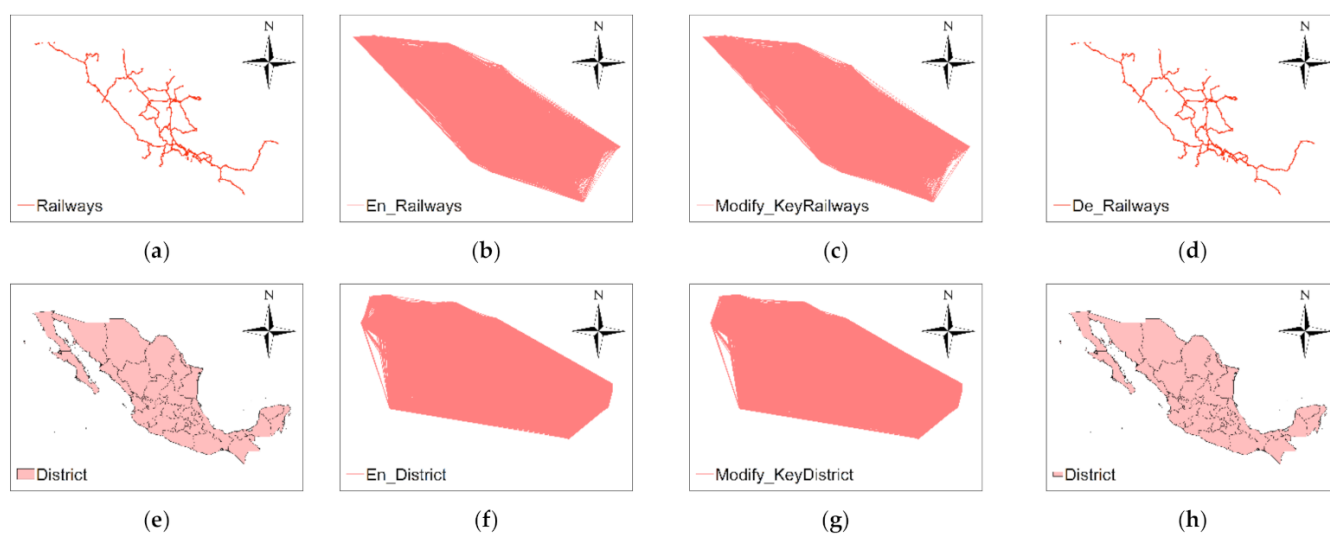 N
Railways
N
En_Railways
N
Modify_KeyRailways
N
De_Railways
(a)
(b)
(c)
(d)
N
District
N
En_District
N
Modify_KeyDistrict
N
District
(e)
(f)
(g)
(h)